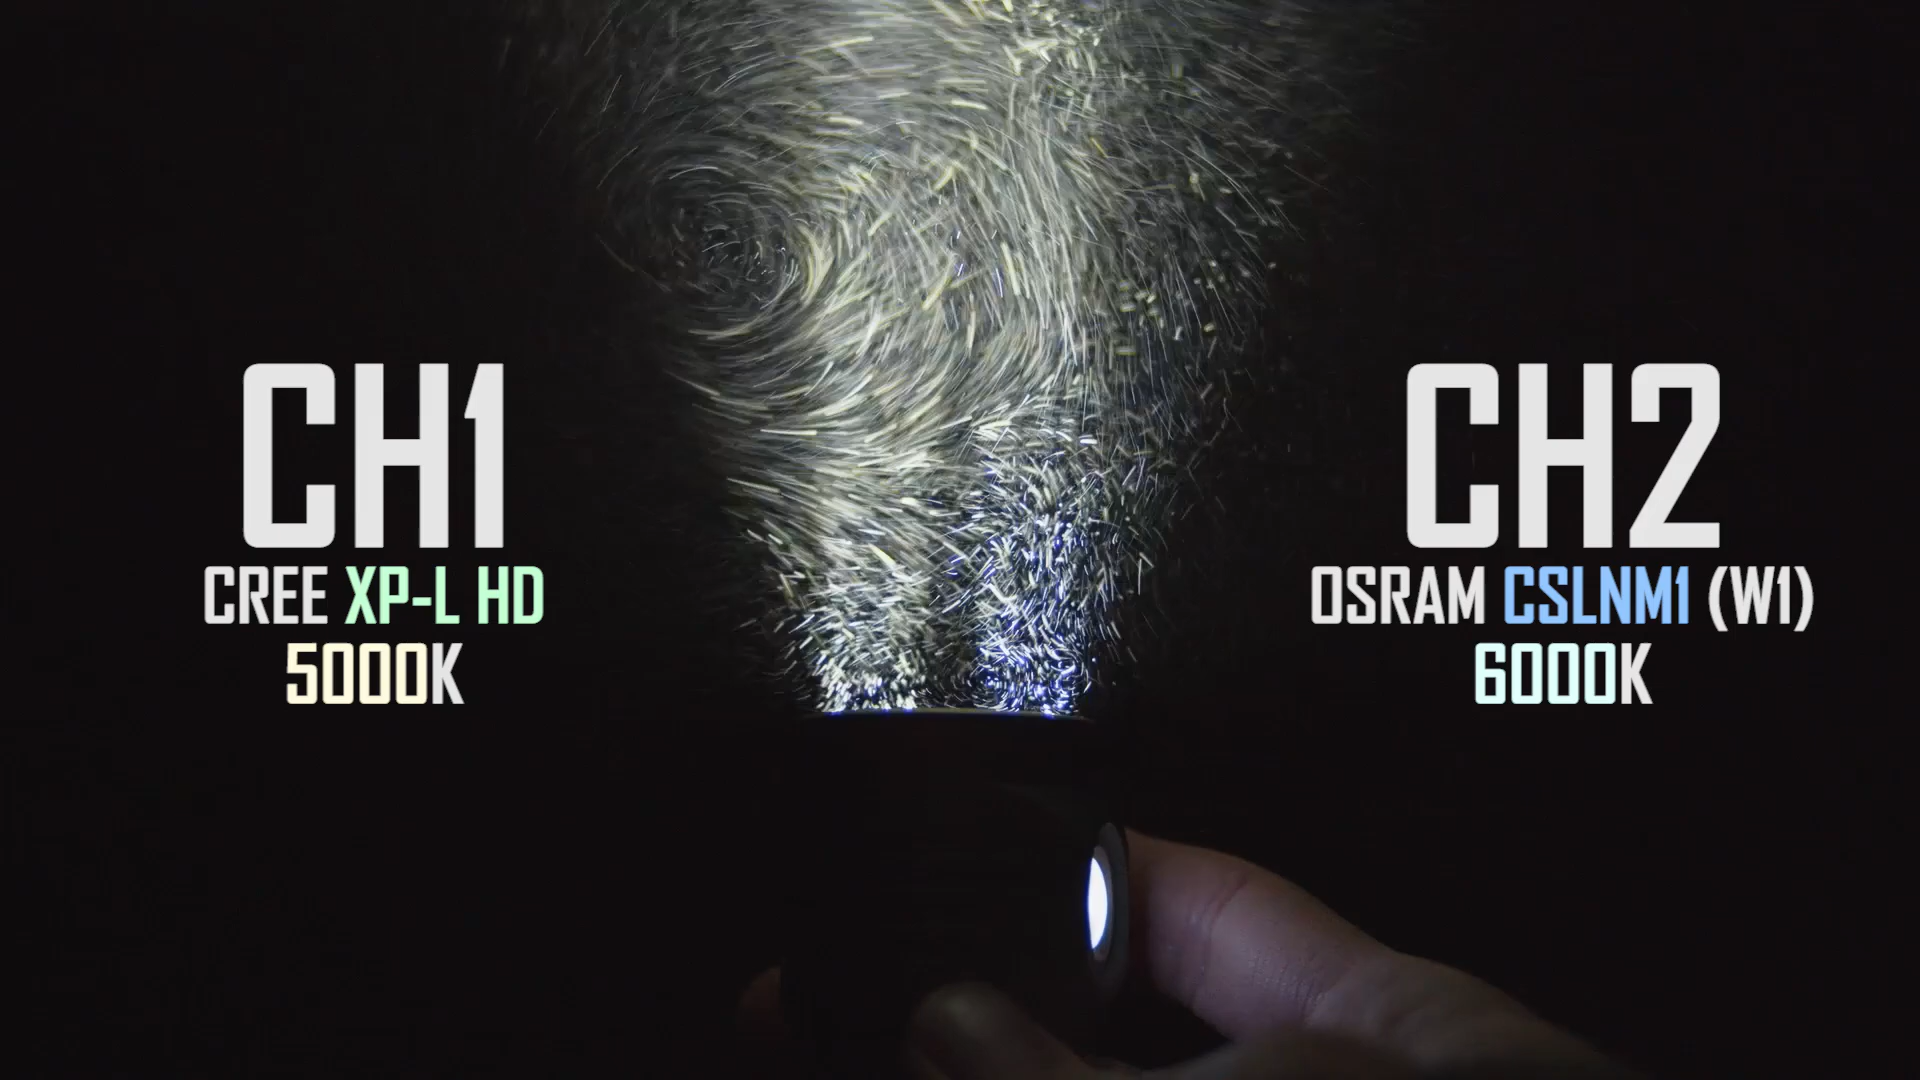 CH1
CREE XP-L HD
5000K
CH2
OSRAM CSLNM1 (W1)
6000K